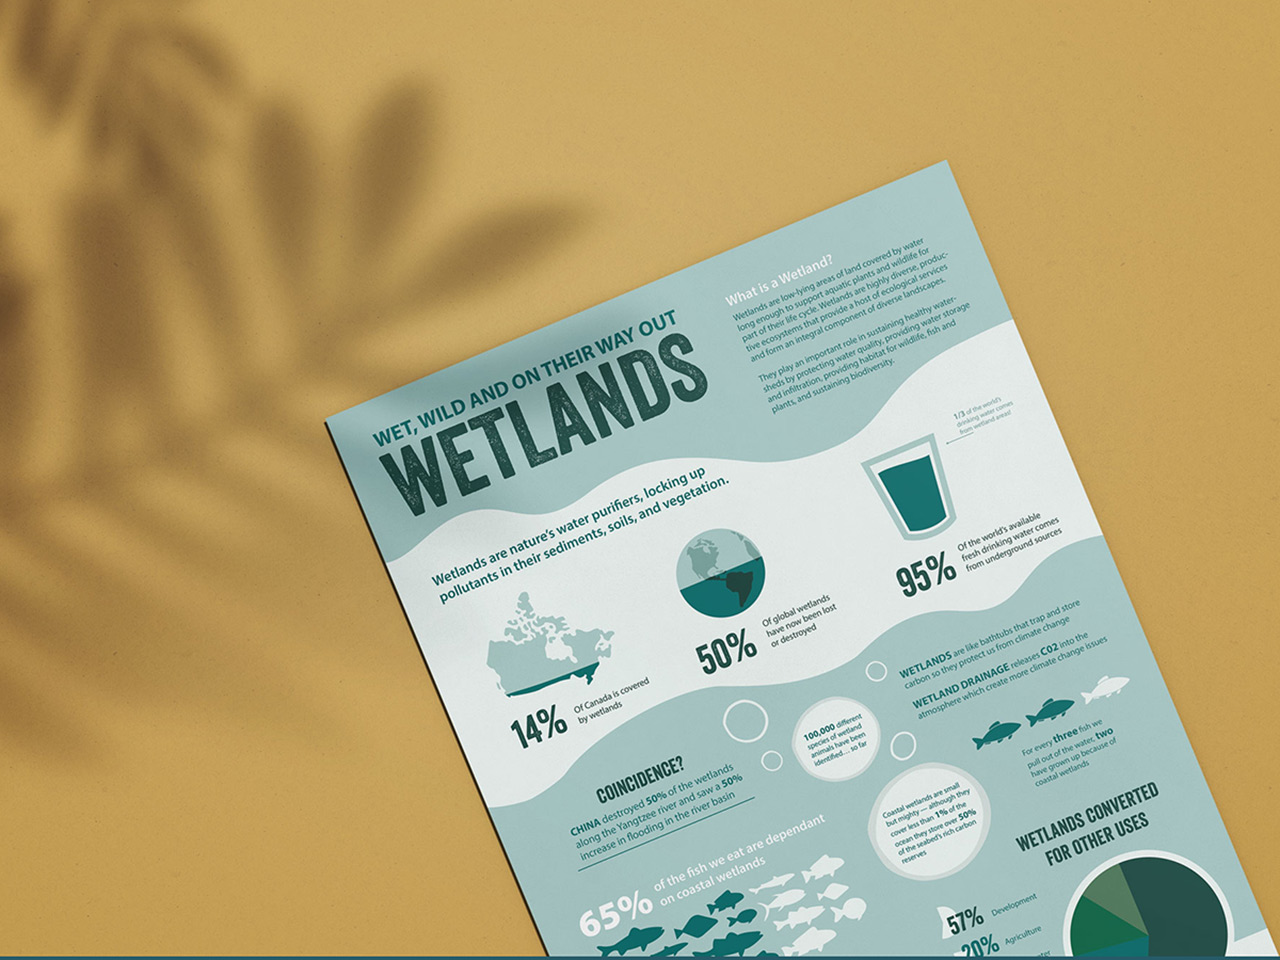 WET, WILD AND ON THEIR WAY OUT
WETLANDS
What is a Wetland?
Wetlands are low-lying areas of land covered by water
long enough to support aquatic plants and wildlife for
part of their life cycle. Wetlands are highly diverse, produc-
tive ecosystems that provide a host of ecological services
and form an integral component of diverse landscapes.
They play an important role in sustaining healthy water-
sheds by protecting water quality, providing water storage
and infiltration, providing habitat for wildlife, fish and
plants, and sustaining biodiversity.
Wetlands are nature's water purifiers, locking up
pollutants in their sediments, soils, and vegetation.
1/3 of the world's
drinking water comes
from wetland areas!
14%
Of Canada is covered
by wetlands
50%
Of global wetlands
have now been lost
or destroyed
95%
Of the world's available
fresh drinking water comes
from underground sources
WETLANDS are like bathtubs that trap and store
carbon so they protect us from climate change
WETLAND DRAINAGE releases CO2 into the
atmosphere which create more climate change issues
COINCIDENCE?
CHINA destroyed 50% of the wetlands
along the Yangtzee river and saw a 50%
increase in flooding in the river basin
100,000 different
species of wetland
animals have been
identified... so far
Coastal wetlands are small
but mighty — although they
cover less than 1% of the
ocean they store over 50%
of the seabed's rich carbon
reserves
For every three fish we
pull out of the water, two
have grown up because of
coastal wetlands
65%
of the fish we eat are dependant
on coastal wetlands
WETLANDS CONVERTED
FOR OTHER USES
57% Development
20% Agriculture